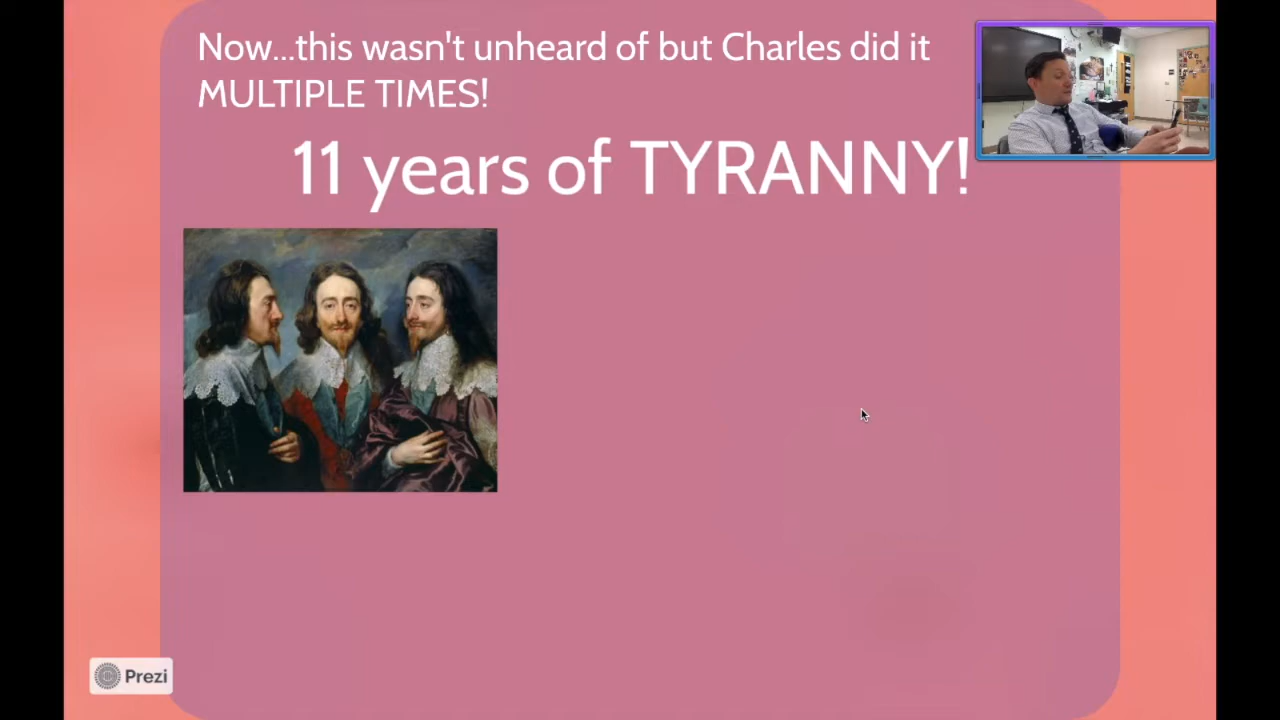 Now...this wasn't unheard of but Charles did it
MULTIPLE TIMES!
11 years of TYRANNY!
Prezi